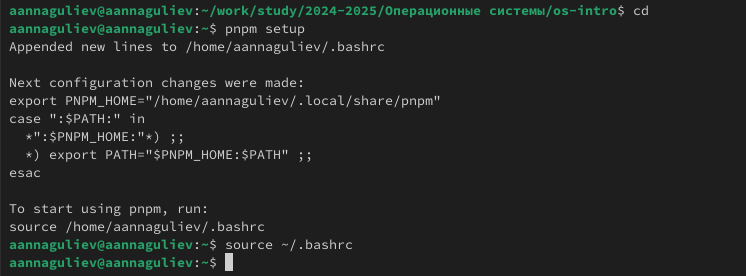 aannaguliev@aannaguliev:~/work/study/2024-2025/Операционные системы/os-intro$ cd
aannaguliev@aannaguliev:~$ pnpm setup
Appended new lines to /home/aannaguliev/.bashrc

Next configuration changes were made:
export PNPM_HOME="/home/aannaguliev/.local/share/pnpm"
case ":$PATH:" in
  *":$PNPM_HOME:"*) ;;
  *) export PATH="$PNPM_HOME:$PATH" ;;
esac

To start using pnpm, run:
source /home/aannaguliev/.bashrc
aannaguliev@aannaguliev:~$ source ~/.bashrc
aannaguliev@aannaguliev:~$